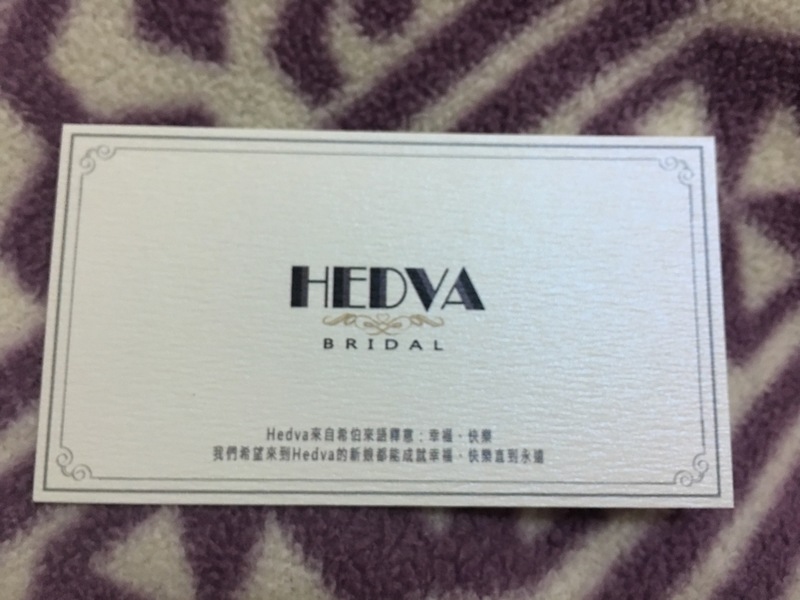 HEDVA
BRIDAL
Hedva來自希伯來語釋意：幸福、快樂
我們希望來到Hedva的新娘都能成就幸福、快樂直到永遠